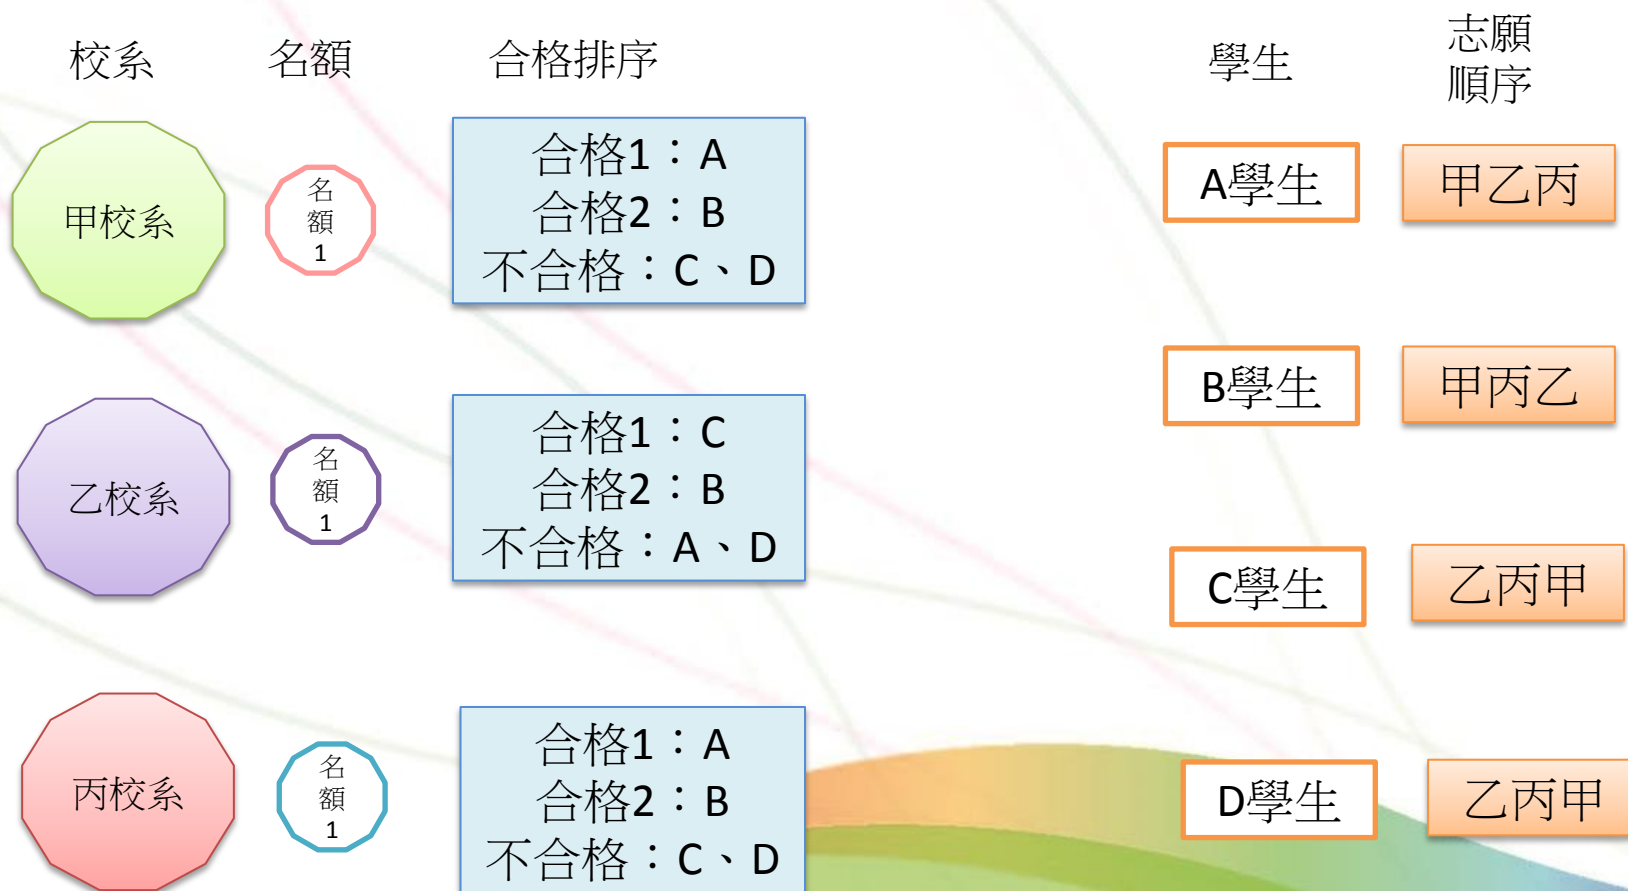 校系
名額
合格排序
學生
志願
順序
甲校系
名
額
1
合格1：A
合格2：B
不合格：C、D
A學生
甲乙丙
B學生
甲丙乙
乙校系
名
額
1
合格1：C
合格2：B
不合格：A、D
C學生
乙丙甲
丙校系
名
額
1
合格1：A
合格2：B
不合格：C、D
D學生
乙丙甲